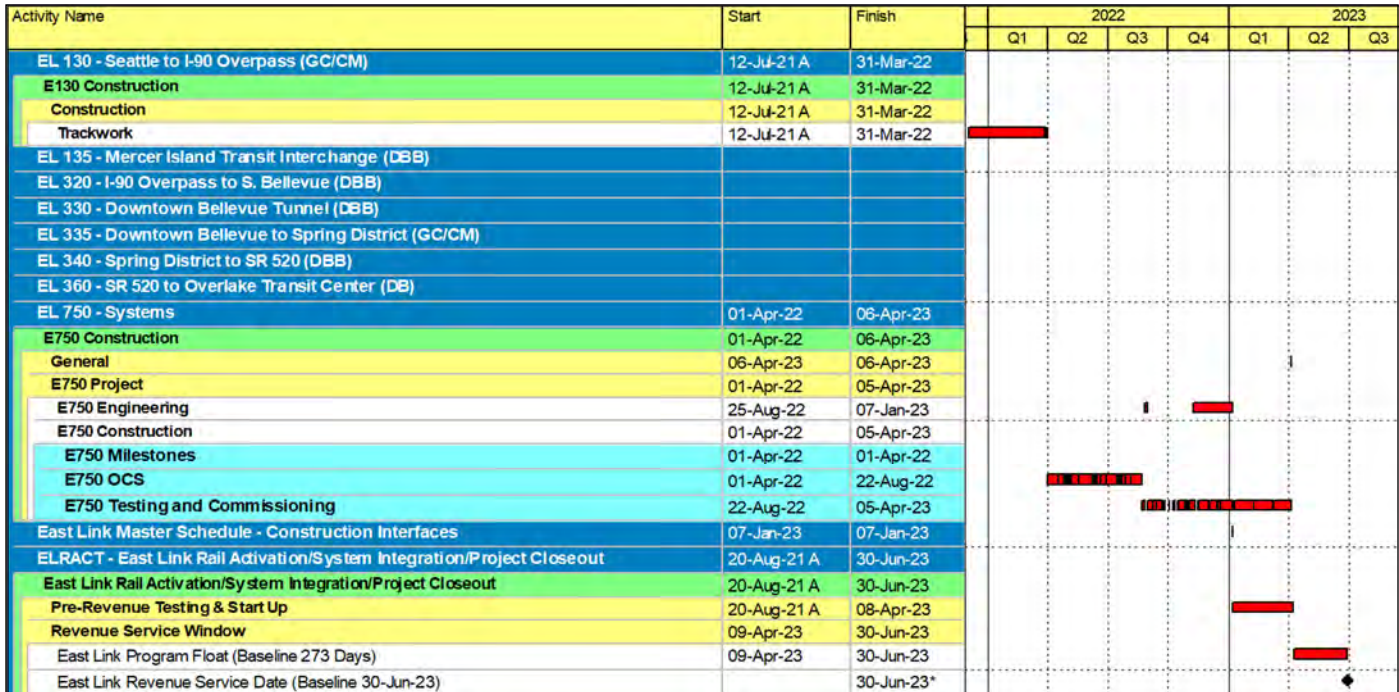 Activity Name Start Finish 2022 2023
Q1 Q2 Q3 Q4 Q1 Q2 Q3
EL 130 - Seattle to I-90 Overpass (GC/CM) 12-Jul-21 A 31-Mar-22
E130 Construction 12-Jul-21 A 31-Mar-22
Construction 12-Jul-21 A 31-Mar-22
Trackwork 12-Jul-21 A 31-Mar-22
EL 135 - Mercer Island Transit Interchange (DBB)
EL 320 - I-90 Overpass to S. Bellevue (DBB)
EL 330 - Downtown Bellevue Tunnel (DBB)
EL 335 - Downtown Bellevue to Spring District (GC/CM)
EL 340 - Spring District to SR 520 (DBB)
EL 360 - SR 520 to Overlake Transit Center (DB)
EL 750 - Systems 01-Apr-22 06-Apr-23
E750 Construction 01-Apr-22 06-Apr-23
General 06-Apr-23 06-Apr-23
E750 Project 01-Apr-22 05-Apr-23
E750 Engineering 25-Aug-22 07-Jan-23
E750 Construction 01-Apr-22 05-Apr-23
E750 Milestones 01-Apr-22 01-Apr-22
E750 OCS 01-Apr-22 22-Aug-22
E750 Testing and Commissioning 22-Aug-22 05-Apr-23
East Link Master Schedule - Construction Interfaces 07-Jan-23 07-Jan-23
ELRACT - East Link Rail Activation/System Integration/Project Closeout 20-Aug-21 A 30-Jun-23
East Link Rail Activation/System Integration/Project Closeout 20-Aug-21 A 30-Jun-23
Pre-Revenue Testing & Start Up 20-Aug-21 A 08-Apr-23
Revenue Service Window 09-Apr-23 30-Jun-23
East Link Program Float (Baseline 273 Days) 09-Apr-23 30-Jun-23
East Link Revenue Service Date (Baseline 30-Jun-23) 30-Jun-23*